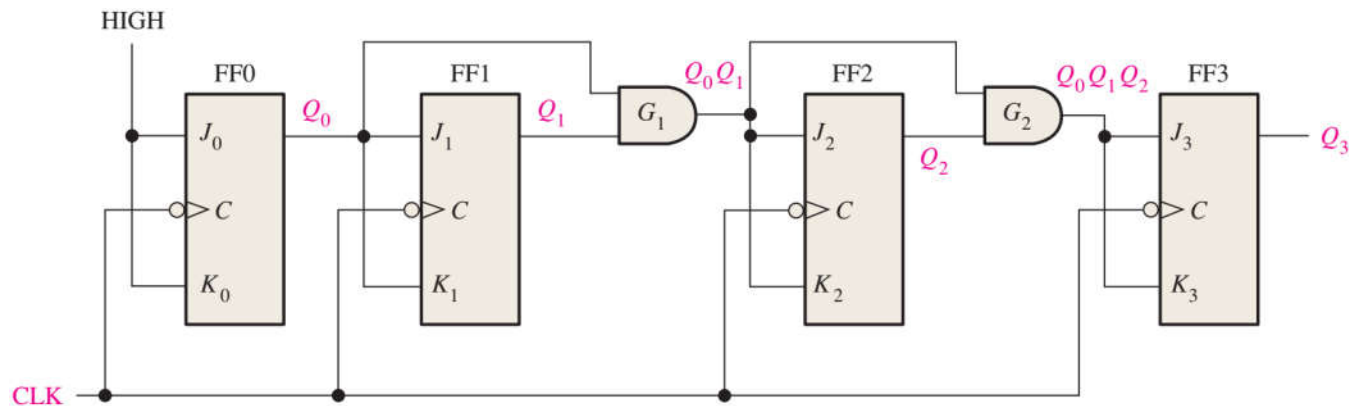 HIGH
FF0 FF1 FF2 FF3
Q₀ Q₁ Q₀Q₁ Q₂ Q₀Q₁Q₂ Q₃
G₁ G₂
J₀ J₁ J₂ J₃
C C C C
K₀ K₁ K₂ K₃
CLK